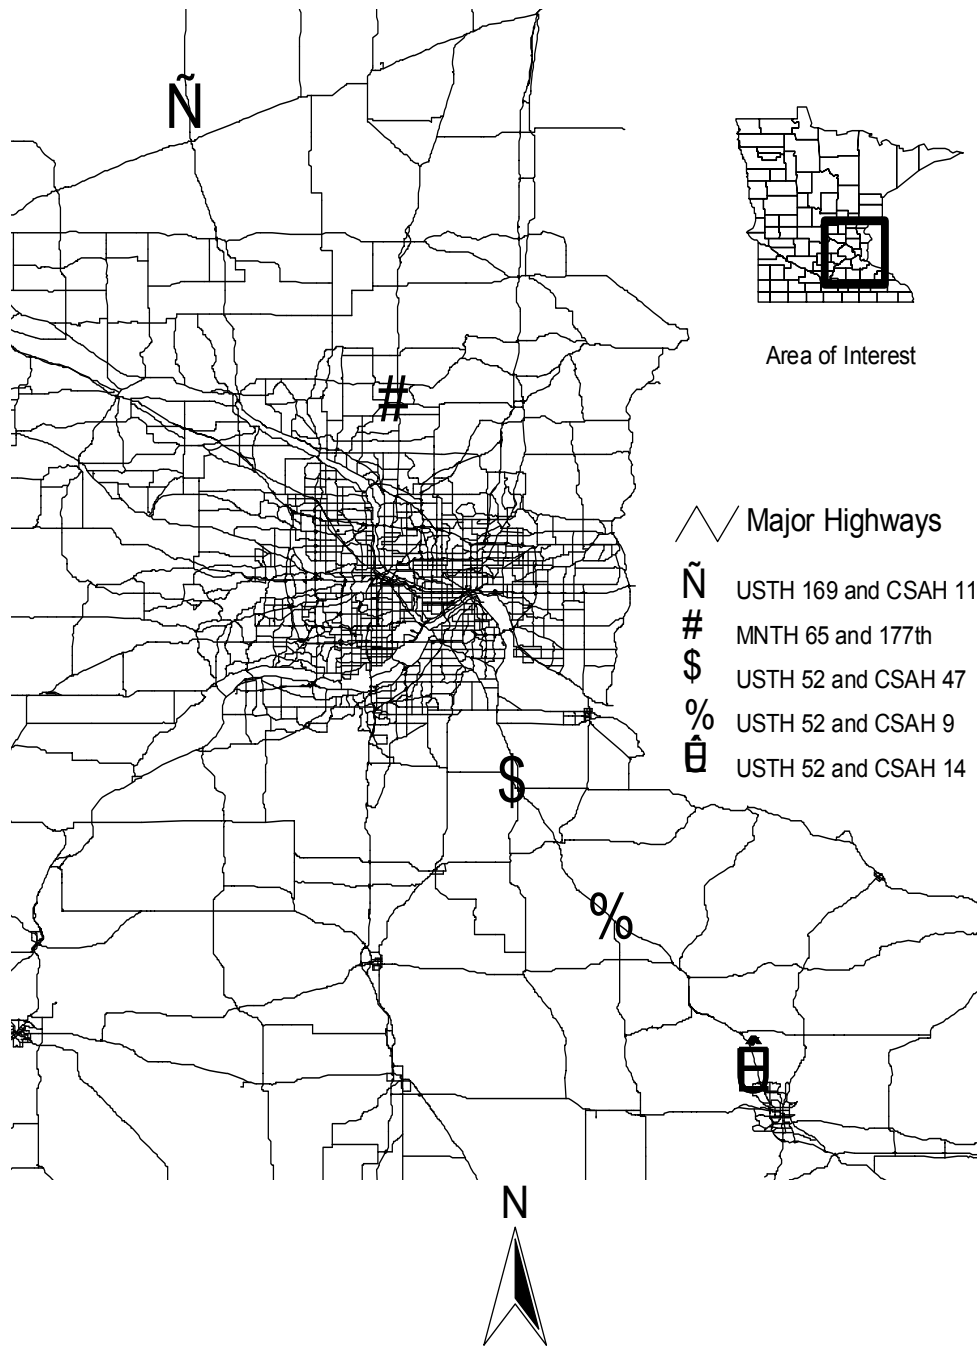 Ñ
Area of Interest
#
Major Highways
Ñ USTH 169 and CSAH 11
# MNTH 65 and 177th
$ USTH 52 and CSAH 47
% USTH 52 and CSAH 9
USTH 52 and CSAH 14
$
%
N